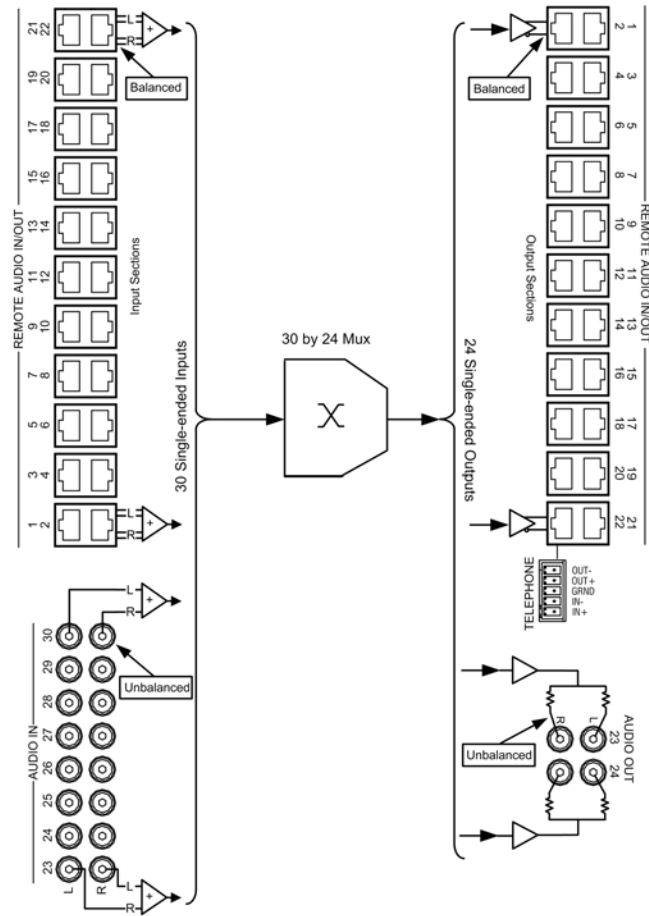 REMOTE AUDIO IN/OUT
21 22
19 20
17 18
15 16
13 14
11 12
9 10
7 8
5 6
3 4
1 2
L
R
+
Balanced
Input Sections
L
R
+
30 Single-ended Inputs
AUDIO IN
30
29
28
27
26
25
24
23
L
R
L
R
+
Unbalanced
L
R
+
30 by 24 Mux
24 Single-ended Outputs
Balanced
REMOTE AUDIO IN/OUT
1 2
3 4
5 6
7 8
9 10
11 12
13 14
15 16
17 18
19 20
21 22
Output Sections
TELEPHONE
OUT-
OUT+
GRND
IN-
IN+
Unbalanced
R
L
AUDIO OUT
23
24